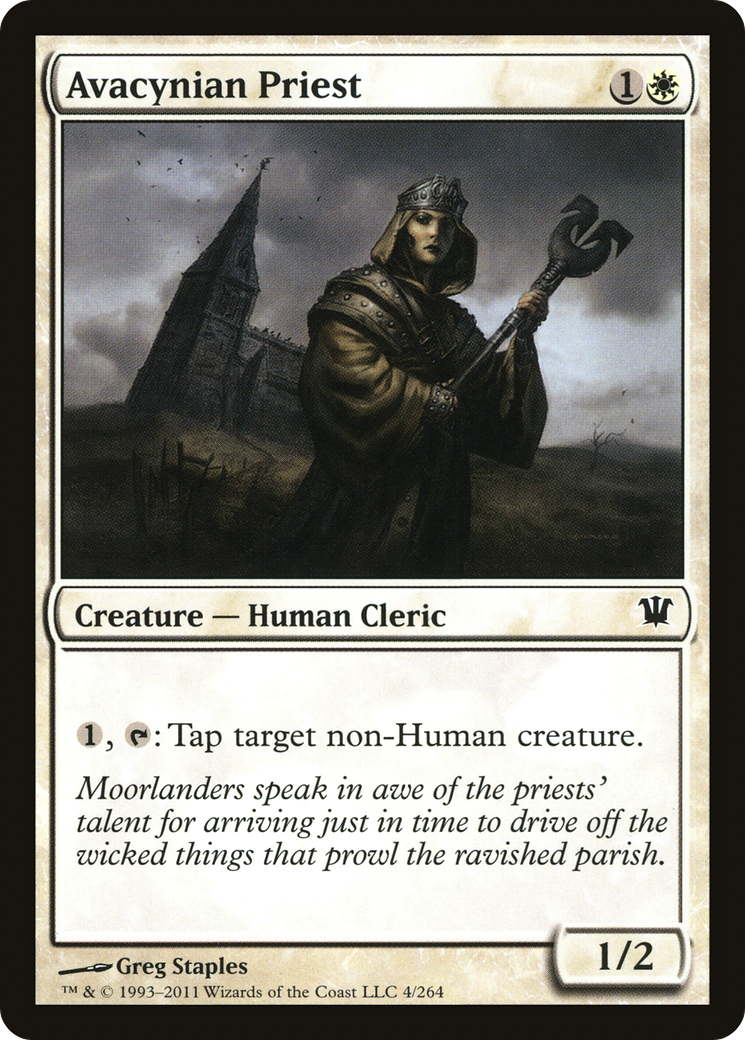 Avacynian Priest 1
Creature — Human Cleric
1, : Tap target non-Human creature.
Moorlanders speak in awe of the priests'
talent for arriving just in time to drive off the
wicked things that prowl the ravished parish.
1/2
Greg Staples
™ & © 1993–2011 Wizards of the Coast LLC 4/264